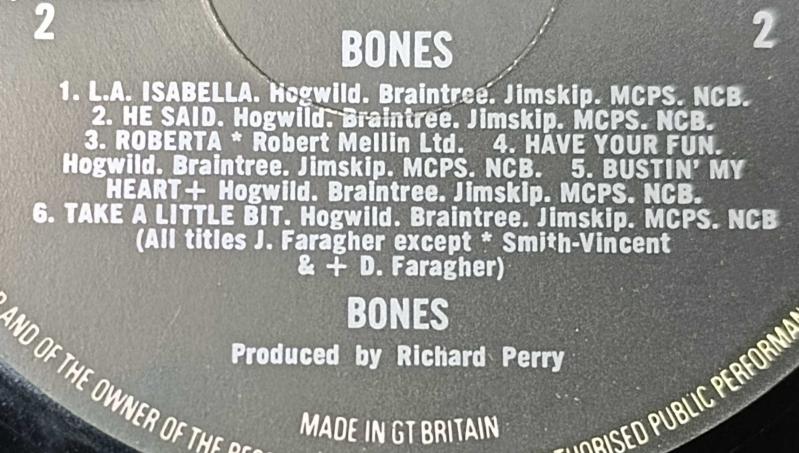 2 2
BONES
1. L.A. ISABELLA. Hogwild. Braintree. Jimskip. MCPS. NCB.
2. HE SAID. Hogwild. Braintree. Jimskip. MCPS. NCB.
3. ROBERTA * Robert Mellin Ltd. 4. HAVE YOUR FUN.
Hogwild. Braintree. Jimskip. MCPS. NCB. 5. BUSTIN' MY
HEART+ Hogwild. Braintree. Jimskip. MCPS. NCB.
6. TAKE A LITTLE BIT. Hogwild. Braintree. Jimskip. MCPS. NCB
(All titles J. Faragher except * Smith-Vincent
& + D. Faragher)
BONES
Produced by Richard Perry
AND OF THE OWNER OF THE
MADE IN GT BRITAIN
PUBLIC